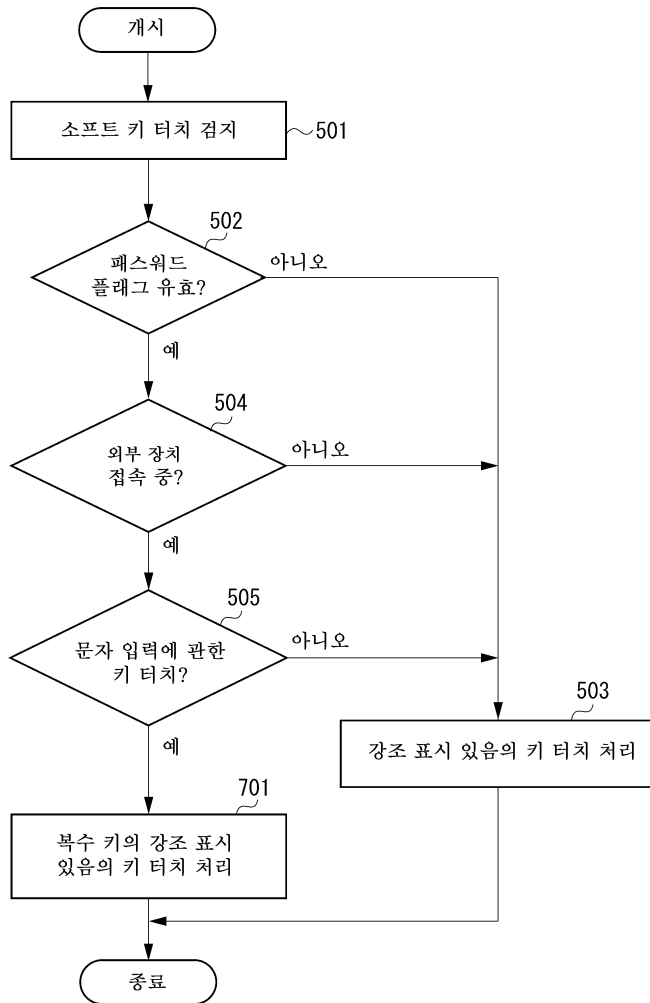 개시
소프트 키 터치 검지
501
502
패스워드
플래그 유효?
아니오
예
504
외부 장치
접속 중?
아니오
예
505
문자 입력에 관한
키 터치?
아니오
예
503
강조 표시 있음의 키 터치 처리
701
복수 키의 강조 표시
있음의 키 터치 처리
종료